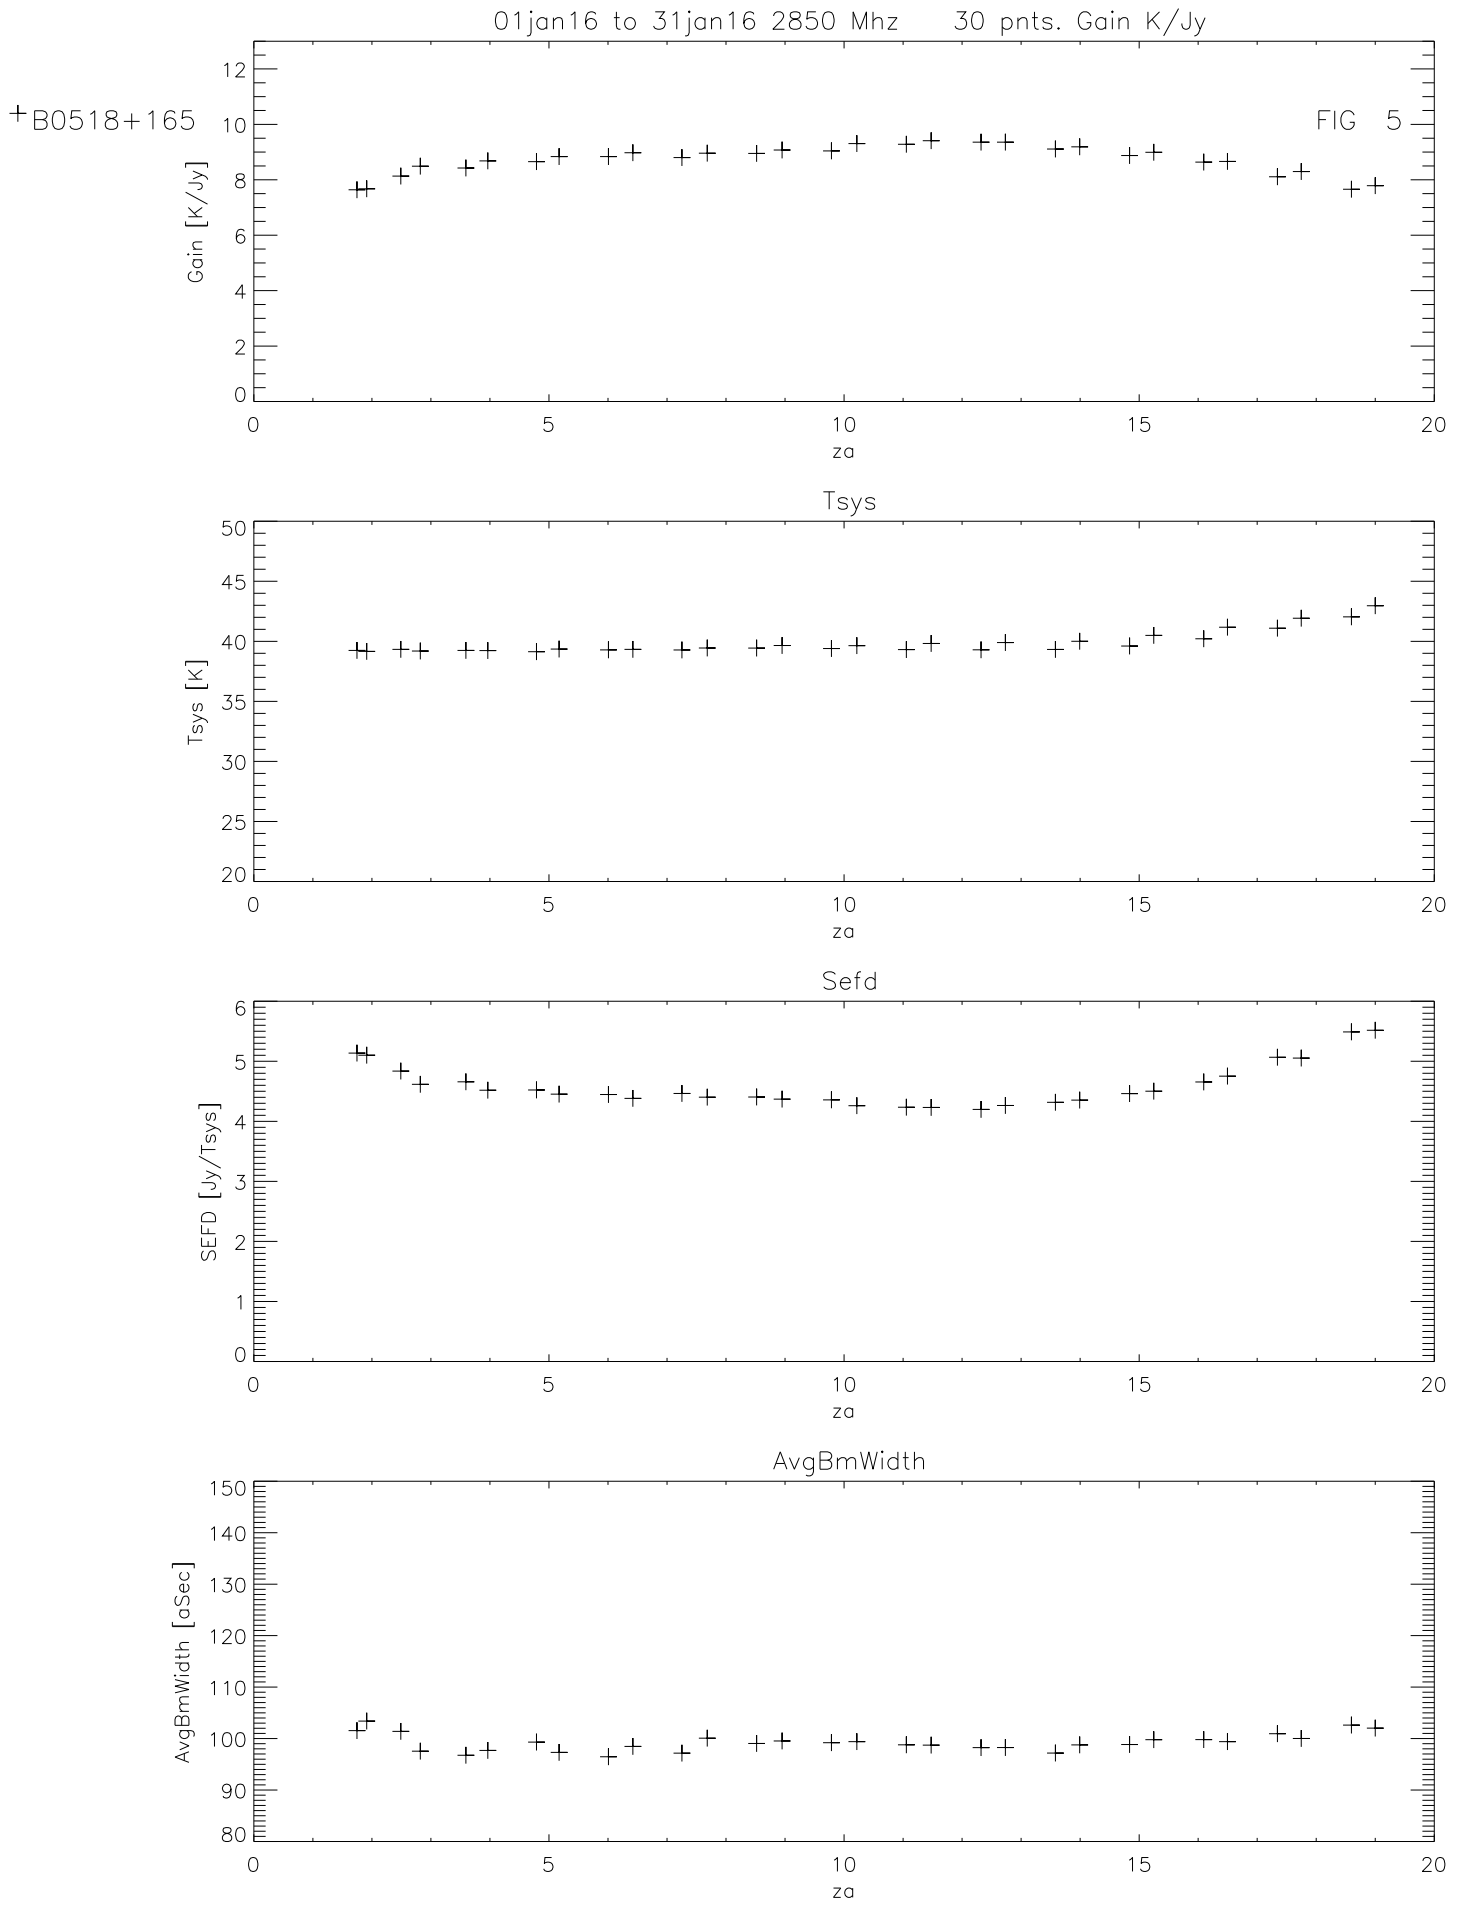 01jan16 to 31jan16 2850 Mhz 30 pnts. Gain K/Jy
+B0518+165
FIG 5
Gain [K/Jy]
12
10
8
6
4
2
0
0 5 10 15 20
za
Tsys
Tsys [K]
50
45
40
35
30
25
20
0 5 10 15 20
za
Sefd
SEFD [Jy/Tsys]
6
5
4
3
2
1
0
0 5 10 15 20
za
AvgBmWidth
AvgBmWidth [aSec]
150
140
130
120
110
100
90
80
0 5 10 15 20
za